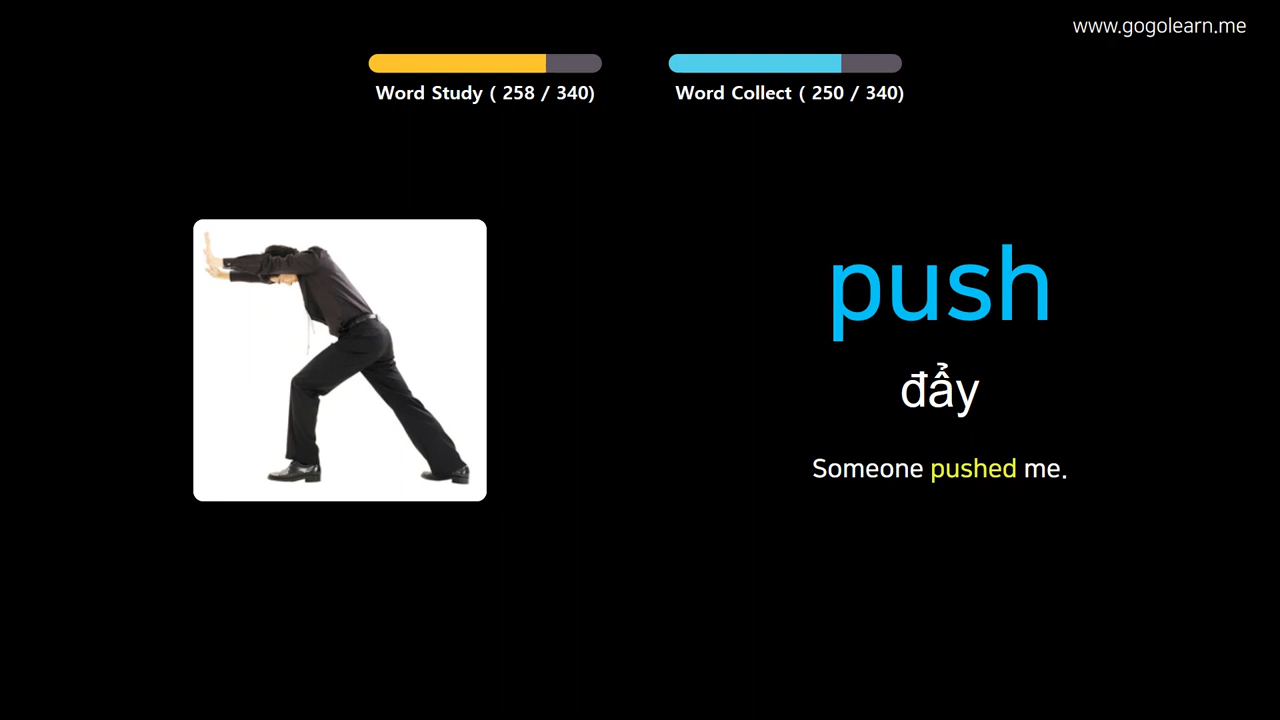 www.gogolearn.me
Word Study ( 258 / 340)
Word Collect ( 250 / 340)
push
đẩy
Someone pushed me.